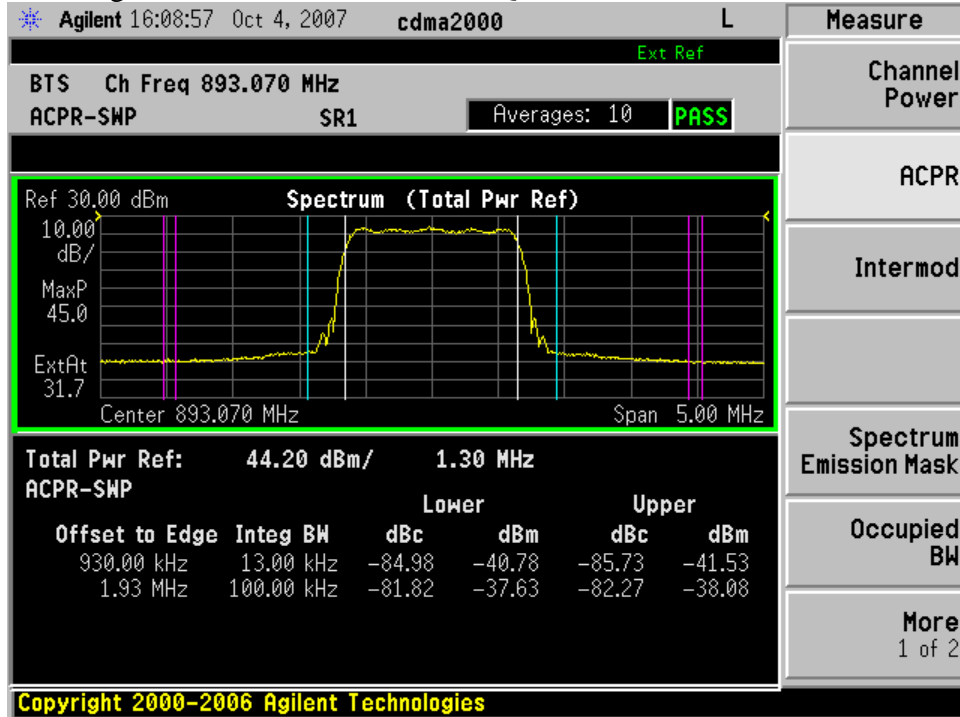 Agilent 16:08:57 Oct 4, 2007 cdma2000 L
Measure
Ext Ref
BTS Ch Freq 893.070 MHz
ACPR-SWP SR1 Averages: 10 PASS
Channel
Power
ACPR
Intermod
Spectrum
Emission Mask
Occupied
BW
More
1 of 2
Ref 30.00 dBm Spectrum (Total Pwr Ref)
10.00
dB/
MaxP
45.0
ExtAt
31.7
Center 893.070 MHz Span 5.00 MHz
Total Pwr Ref: 44.20 dBm/ 1.30 MHz
ACPR-SWP
Lower Upper
Offset to Edge Integ BW dBc dBm dBc dBm
930.00 kHz 13.00 kHz -84.98 -40.78 -85.73 -41.53
1.93 MHz 100.00 kHz -81.82 -37.63 -82.27 -38.08
Copyright 2000-2006 Agilent Technologies